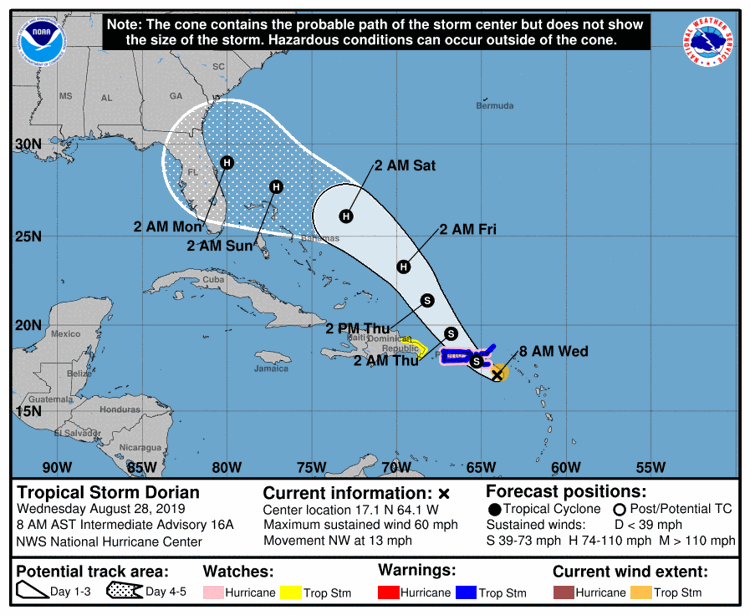 Note: The cone contains the probable path of the storm center but does not show
the size of the storm. Hazardous conditions can occur outside of the cone.
NOAA
NATIONAL WEATHER SERVICE
SC
MS
AL
GA
Bermuda
30N
2 AM Sat
FL
H
H
H
2 AM Mon
2 AM Fri
25N
2 AM Sun
Bahamas
H
Cuba
S
20N
2 PM Thu
S
Mexico
Haiti
Dominican
Republic
8 AM Wed
2 AM Thu
S
Jamaica
Belize
Guatemala
Honduras
15N
El Salvador
Nicaragua
90W 85W 80W 75W 70W 65W 60W 55W
Tropical Storm Dorian
Wednesday August 28, 2019
8 AM AST Intermediate Advisory 16A
NWS National Hurricane Center
Current information: ×
Center location 17.1 N 64.1 W
Maximum sustained wind 60 mph
Movement NW at 13 mph
Forecast positions:
Tropical Cyclone Post/Potential TC
Sustained winds: D < 39 mph
S 39-73 mph H 74-110 mph M > 110 mph
Potential track area:
Day 1-3 Day 4-5
Watches:
Hurricane Trop Stm
Warnings:
Hurricane Trop Stm
Current wind extent:
Hurricane Trop Stm